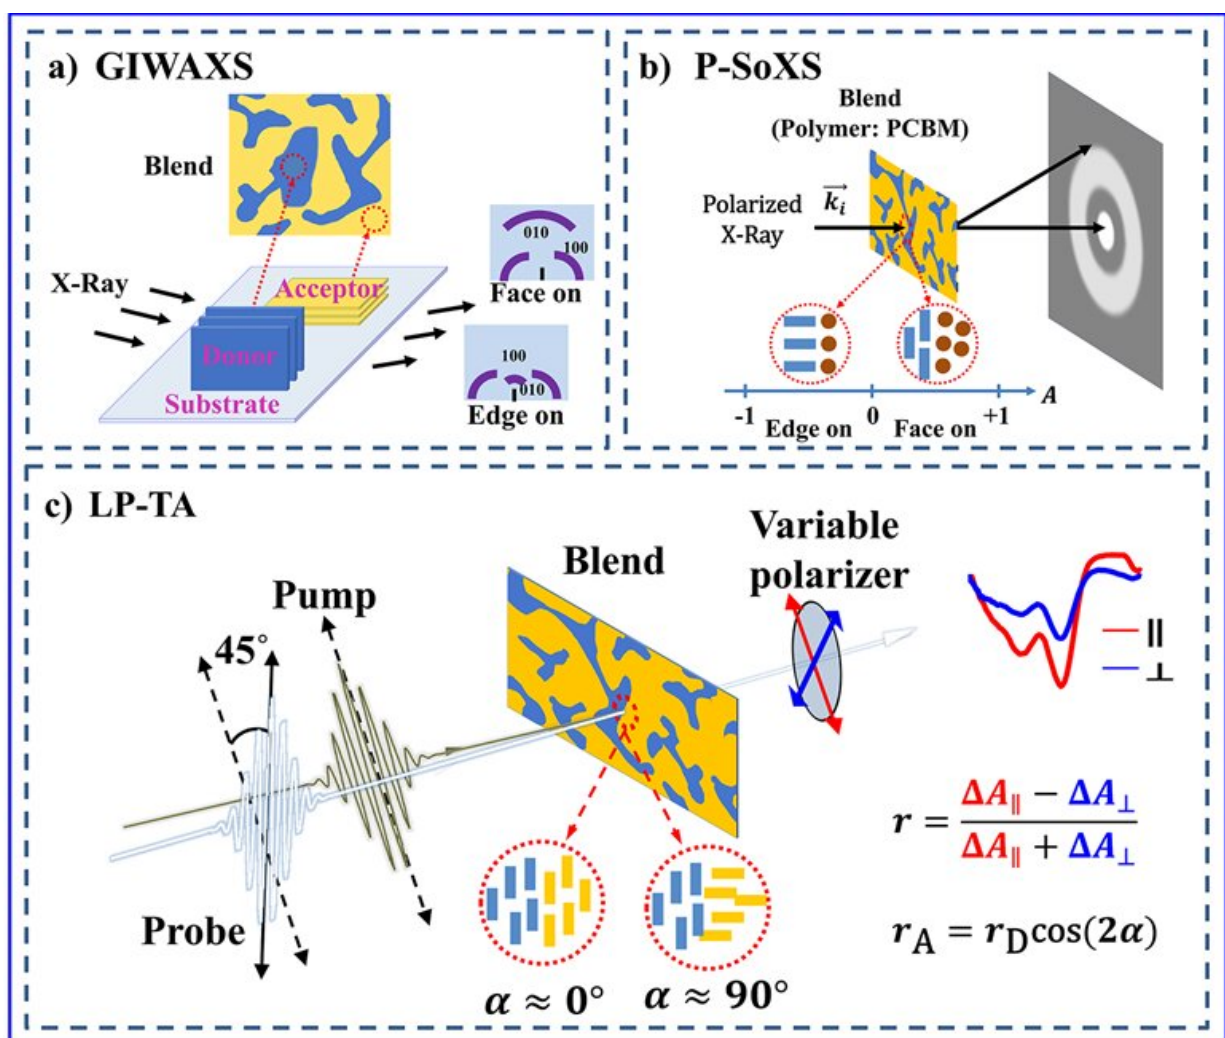 a) GIWAXS
Blend
X-Ray
Acceptor
Donor
Substrate
010
100
Face on
100
010
Edge on
b) P-SoXS
Blend
(Polymer: PCBM)
Polarized
X-Ray
k⃗ᵢ
-1
0
+1
A
Edge on
Face on
c) LP-TA
Pump
45°
Probe
Blend
Variable
polarizer
∥
⊥
r = (ΔA∥ − ΔA⊥) / (ΔA∥ + ΔA⊥)
r_A = r_D cos(2α)
α ≈ 0°
α ≈ 90°